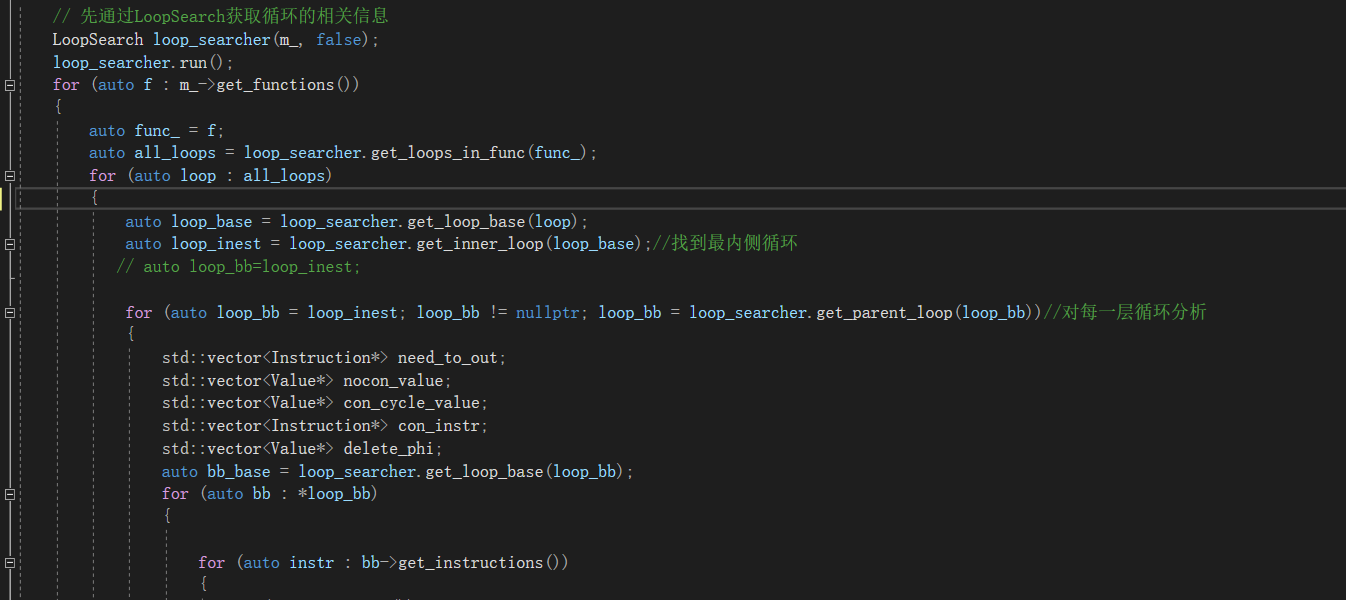 // 先通过LoopSearch获取循环的相关信息
LoopSearch loop_searcher(m_, false);
loop_searcher.run();
for (auto f : m_->get_functions())
{
auto func_ = f;
auto all_loops = loop_searcher.get_loops_in_func(func_);
for (auto loop : all_loops)
{
auto loop_base = loop_searcher.get_loop_base(loop);
auto loop_inest = loop_searcher.get_inner_loop(loop_base);//找到最内侧循环
// auto loop_bb=loop_inest;
for (auto loop_bb = loop_inest; loop_bb != nullptr; loop_bb = loop_searcher.get_parent_loop(loop_bb))//对每一层循环分析
{
std::vector<Instruction*> need_to_out;
std::vector<Value*> nocon_value;
std::vector<Value*> con_cycle_value;
std::vector<Instruction*> con_instr;
std::vector<Value*> delete_phi;
auto bb_base = loop_searcher.get_loop_base(loop_bb);
for (auto bb : *loop_bb)
{
for (auto instr : bb->get_instructions())
{